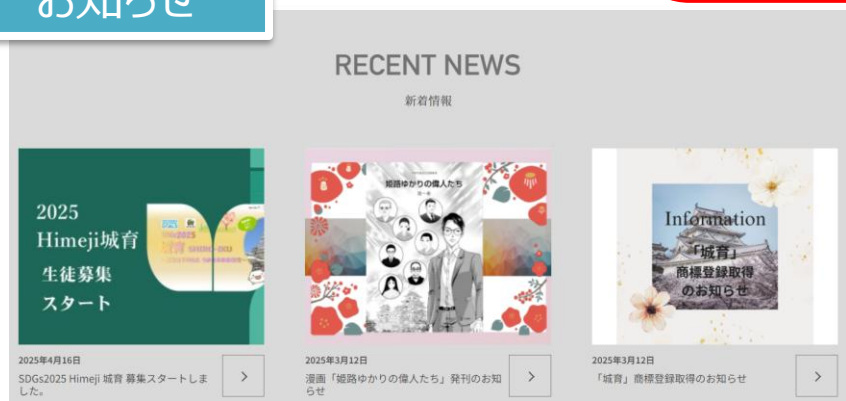 お知らせ
RECENT NEWS
新着情報
2025
Himeji城育
生徒募集
スタート
姫路ゆかりの偉人たち
Information
「城育」
商標登録取得
のお知らせ
2025年4月16日
SDGs2025 Himeji 城育 募集スタートしま
した。
2025年3月12日
漫画「姫路ゆかりの偉人たち」発刊のお知
らせ
2025年3月12日
「城育」商標登録取得のお知らせ